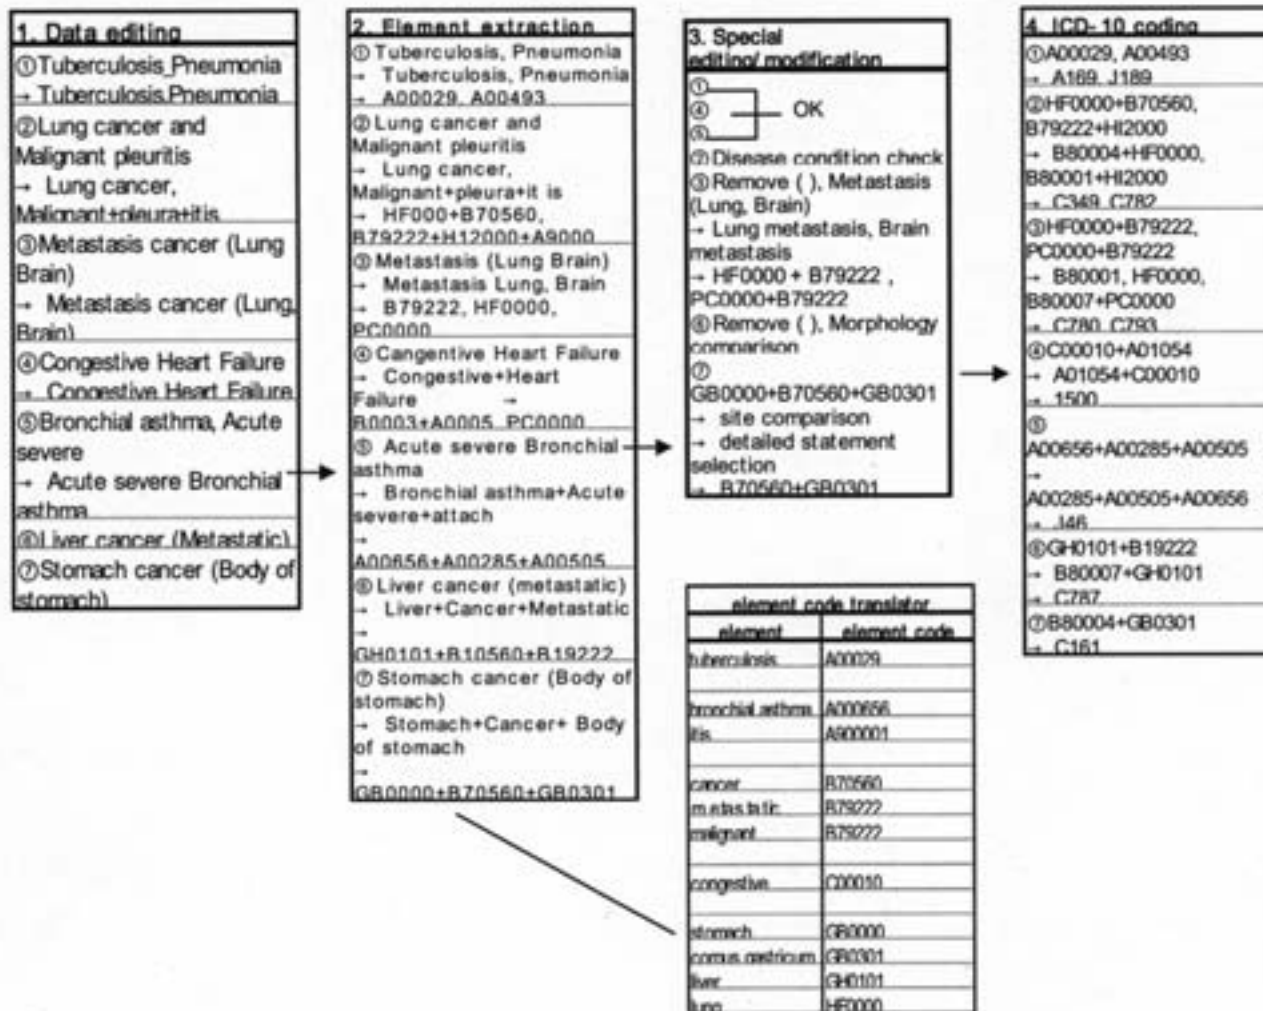 1. Data editing
①Tuberculosis_Pneumonia
→ Tuberculosis.Pneumonia
②Lung cancer and
Malignant pleuritis
→ Lung cancer,
Malignant+pleura+itis
③Metastasis cancer (Lung
Brain)
→ Metastasis cancer (Lung,
Brain)
④Congestive Heart Failure
→ Congestive Heart Failure
⑤Bronchial asthma, Acute
severe
→ Acute severe Bronchial
asthma
⑥Liver cancer (Metastatic)
⑦Stomach cancer (Body of
stomach)
2. Element extraction
① Tuberculosis, Pneumonia
→ Tuberculosis, Pneumonia
→ A00029, A00493
② Lung cancer and
Malignant pleuritis
→ Lung cancer,
Malignant+pleura+it is
→ HF000+B70560,
B79222+H12000+A9000
③ Metastasis (Lung Brain)
→ Metastasis Lung, Brain
→ B79222, HF0000,
PC0000
④ Cangentive Heart Failure
→ Congestive+Heart
Failure →
B0003+A0005, PC0000
⑤ Acute severe Bronchial
asthma
→ Bronchial asthma+Acute
severe+attach
→
A00656+A00285+A00505
⑥ Liver cancer (metastatic)
→ Liver+Cancer+Metastatic
→
GH0101+B10560+B19222
⑦ Stomach cancer (Body of
stomach)
→ Stomach+Cancer+ Body
of stomach
→
GB0000+B70560+GB0301
3. Special
editing/ modification
①
④ OK
⑤
② Disease condition check
③ Remove ( ), Metastasis
(Lung, Brain)
→ Lung metastasis, Brain
metastasis
→ HF0000 + B79222 ,
PC0000+B79222
⑥ Remove ( ), Morphology
comparison
⑦
GB0000+B70560+GB0301
→ site comparison
→ detailed statement
selection
→ B70560+GB0301
4. ICD- 10 coding
①A00029, A00493
→ A169, J189
②HF0000+B70560,
B79222+HI2000
→ B80004+HF0000,
B80001+HI2000
→ C349, C782
③HF0000+B79222,
PC0000+B79222
→ B80001, HF0000,
B80007+PC0000
→ C780, C793
④C00010+A01054
→ A01054+C00010
→ 1500
⑤
A00656+A00285+A00505
→
A00285+A00505+A00656
→ J46
⑥GH0101+B19222
→ B80007+GH0101
→ C787
⑦B80004+GB0301
→ C161
element code translator
element element code
tuberculosis A00029
bronchial asthma A000656
itis A900001
cancer B70560
metastatic B79222
malignant B79222
congestive C00010
stomach GB0000
corpus gastricum GB0301
liver GH0101
lung HF0000